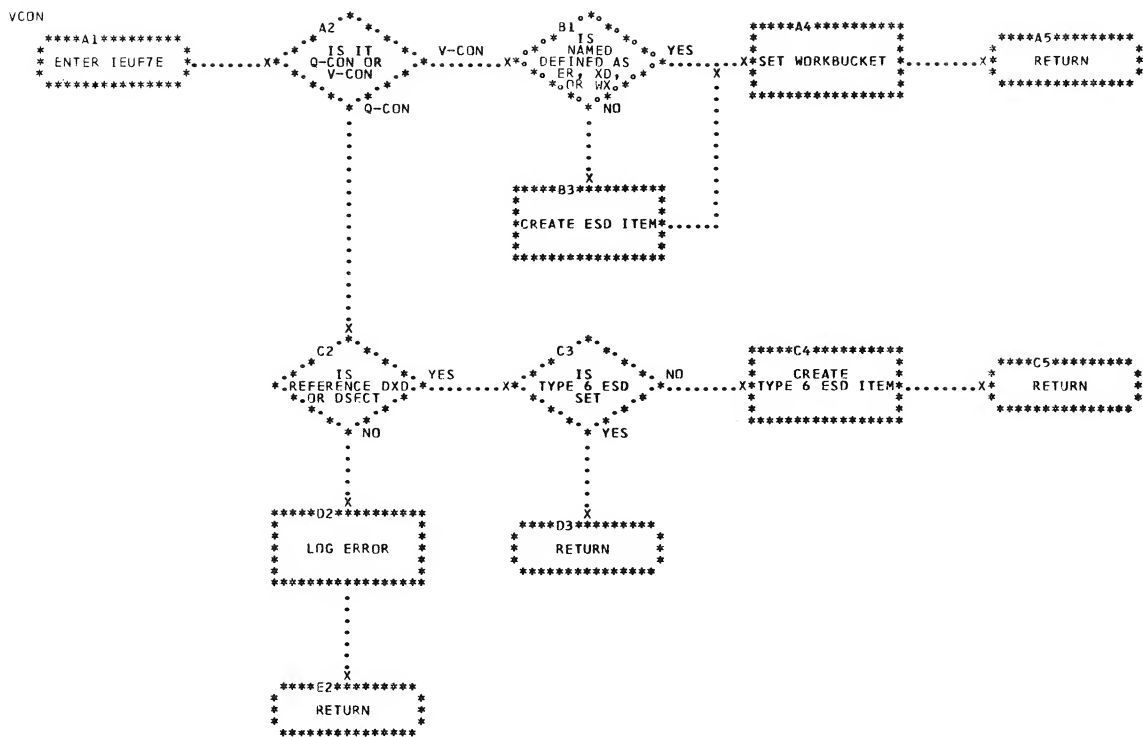 VCON
A1
ENTER IEUF7E
A2
IS IT
Q-CON OR
V-CON
V-CON
Q-CON
B1
IS
NAMED
DEFINED AS
ER, XD,
OR WX
YES
NO
A4
SET WORKBUCKET
A5
RETURN
B3
CREATE ESD ITEM
C2
IS
REFERENCE DXD
OR DSECT
YES
NO
C3
IS
TYPE 6 ESD
SET
NO
YES
C4
CREATE
TYPE 6 ESD ITEM
C5
RETURN
D2
LOG ERROR
D3
RETURN
E2
RETURN